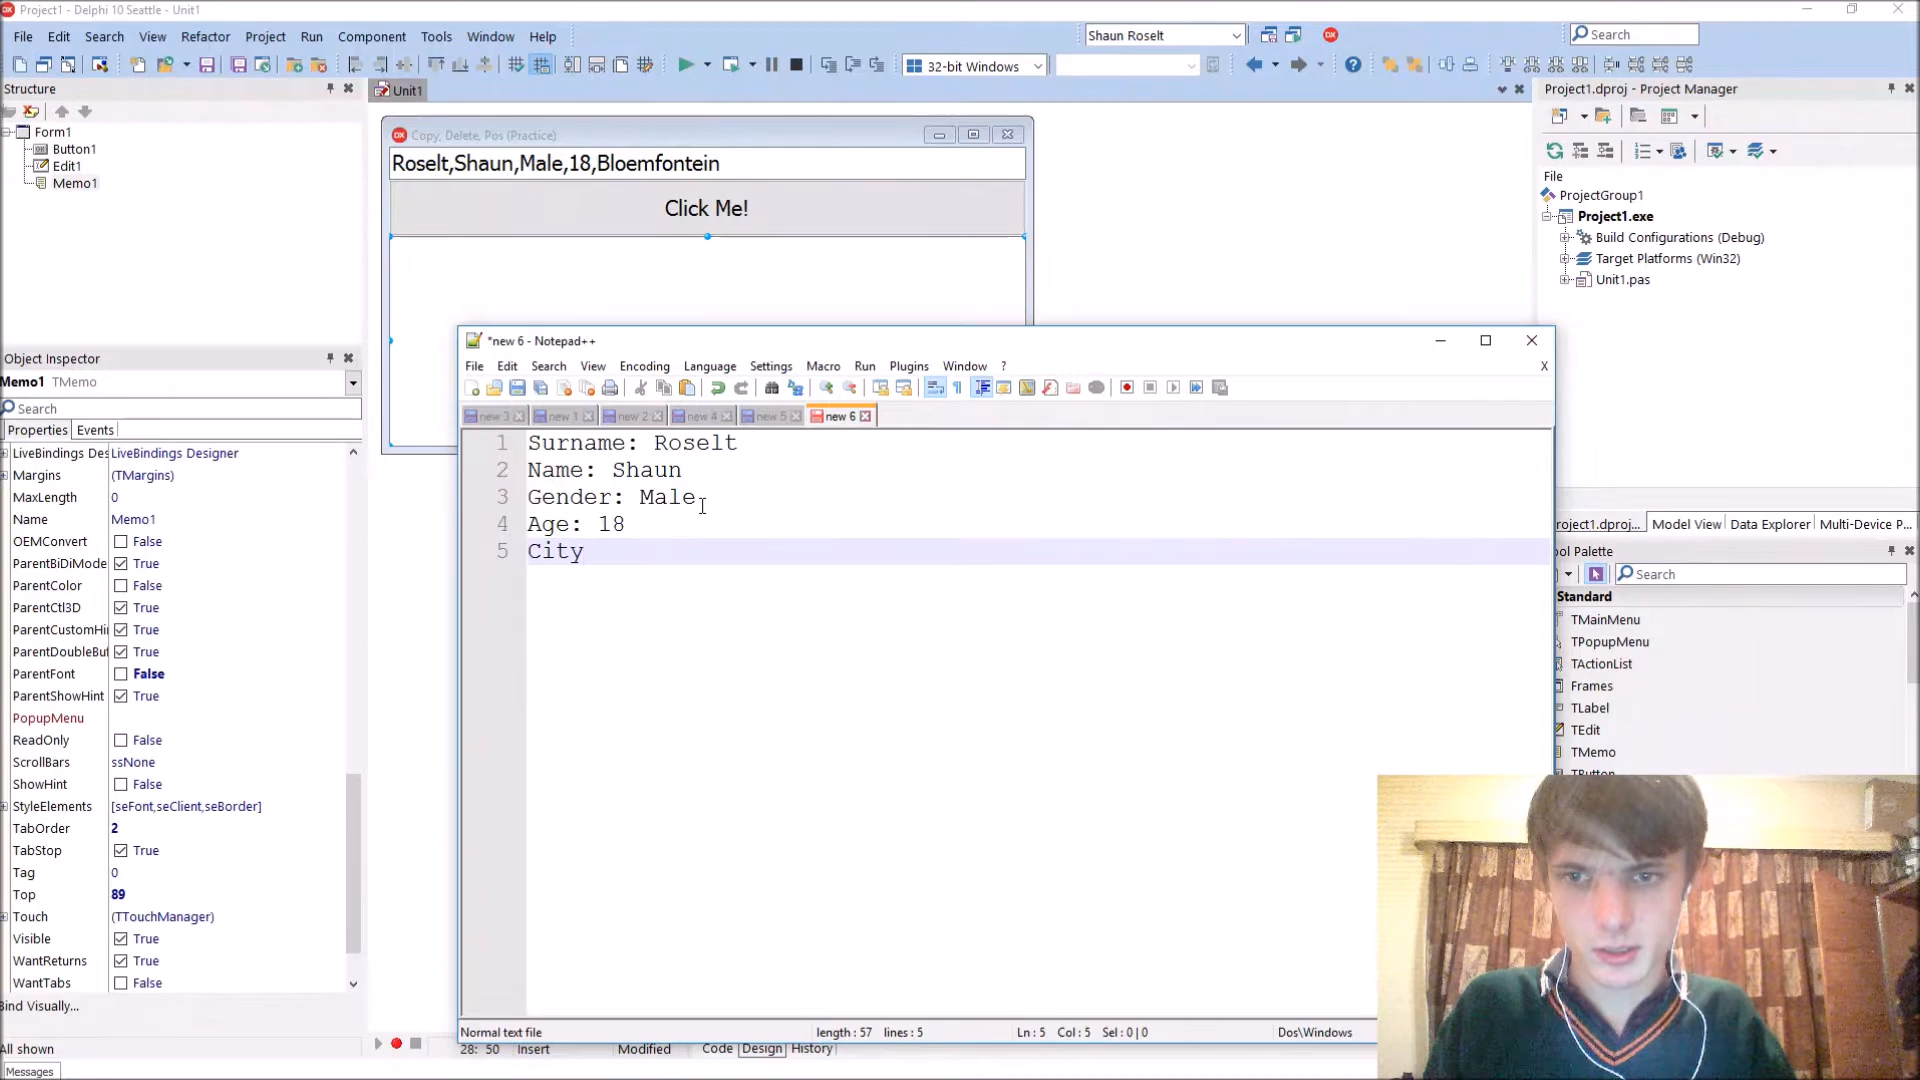 Project1 - Delphi 10 Seattle - Unit1
File Edit Search View Refactor Project Run Component Tools Window Help
Shaun Roselt
Search
32-bit Windows
Structure
Form1
Button1
Edit1
Memo1
Unit1
Copy, Delete, Pos (Practice)
Roselt,Shaun,Male,18,Bloemfontein
Click Me!
Project1.dproj - Project Manager
File
ProjectGroup1
Project1.exe
Build Configurations (Debug)
Target Platforms (Win32)
Unit1.pas
roject1.dproj... Model View Data Explorer Multi-Device P...
ool Palette
Search
Standard
TMainMenu
TPopupMenu
TActionList
Frames
TLabel
TEdit
TMemo
TButton
Object Inspector
Memo1 TMemo
Search
Properties Events
LiveBindings Des LiveBindings Designer
Margins (TMargins)
MaxLength 0
Name Memo1
OEMConvert False
ParentBiDiMode True
ParentColor False
ParentCtl3D True
ParentCustomHi True
ParentDoubleBuf True
ParentFont False
ParentShowHint True
PopupMenu
ReadOnly False
ScrollBars ssNone
ShowHint False
StyleElements [seFont,seClient,seBorder]
TabOrder 2
TabStop True
Tag 0
Top 89
Touch (TTouchManager)
Visible True
WantReturns True
WantTabs False
Bind Visually...
All shown
Messages
*new 6 - Notepad++
File Edit Search View Encoding Language Settings Macro Run Plugins Window ? X
new 3 new 1 new 2 new 4 new 5 new 6
1 Surname: Roselt
2 Name: Shaun
3 Gender: Male
4 Age: 18
5 City
Normal text file length : 57 lines : 5 Ln : 5 Col : 5 Sel : 0 | 0 Dos\Windows
28: 50 Insert Modified Code Design History